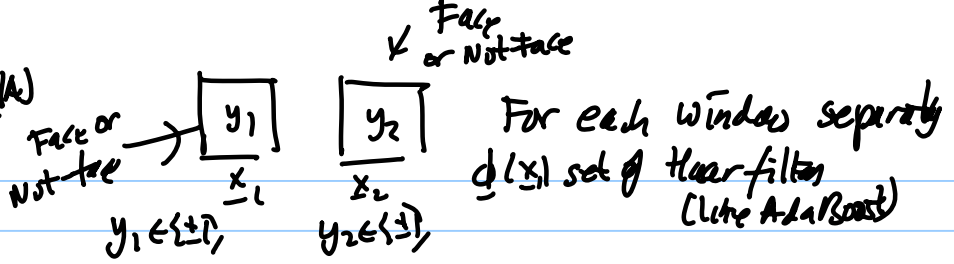 Face
or Not Face
Face or
Not face
y₁
y₂
For each window separately
x₁
x₂
ϕ(x₁) set of Haar filters
(like AdaBoost)
y₁ ∈ {±1},
y₂ ∈ {±1},